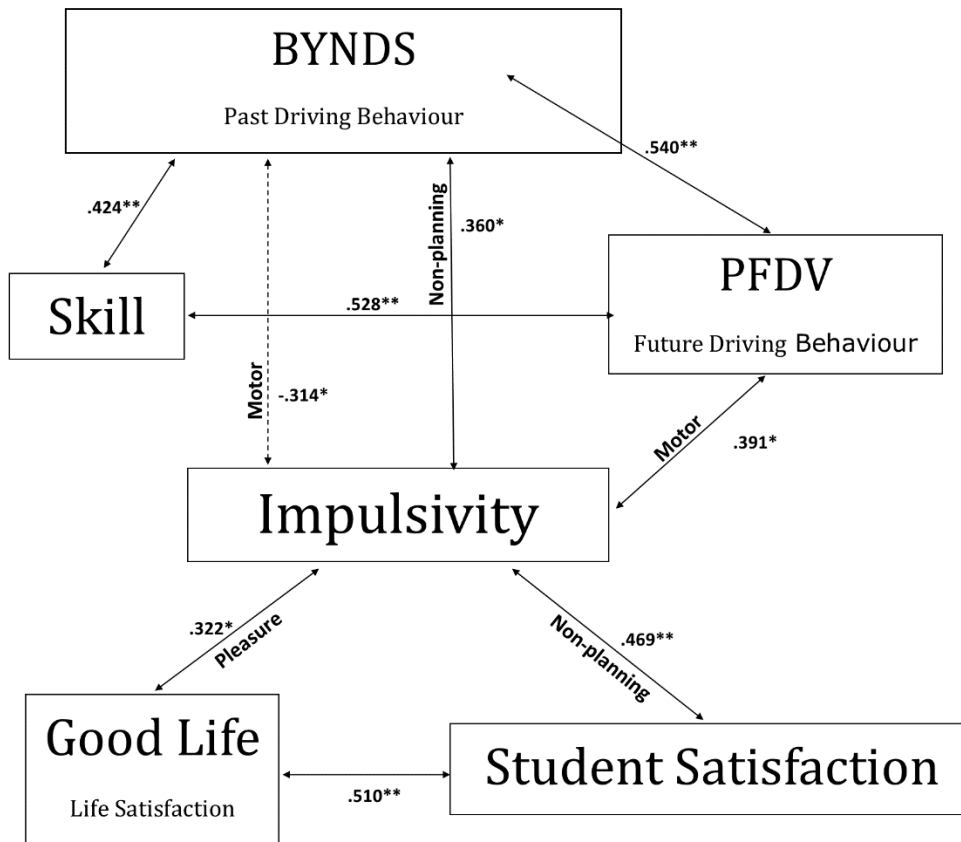 BYNDS
Past Driving Behaviour
.540**
.424**
Non-planning
.360*
PFDV
Future Driving Behaviour
Skill
.528**
Motor
-.314*
Motor
.391*
Impulsivity
.322*
Pleasure
.469**
Non-planning
Good Life
Life Satisfaction
.510**
Student Satisfaction